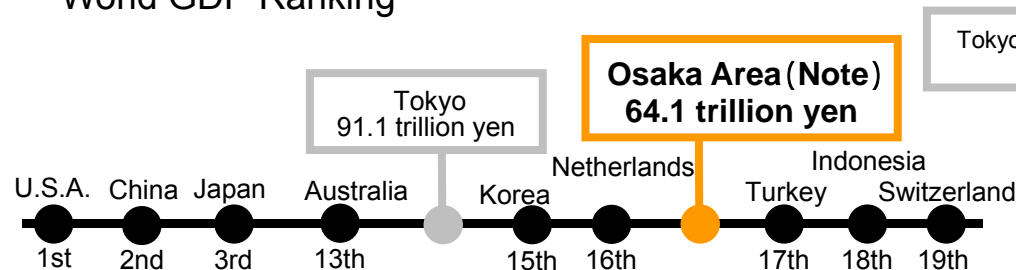 World GDP Ranking
Tokyo
Tokyo
91.1 trillion yen
Osaka Area（Note）
64.1 trillion yen
U.S.A.
China
Japan
Australia
Korea
Netherlands
Turkey
Indonesia
Switzerland
1st
2nd
3rd
13th
15th
16th
17th
18th
19th